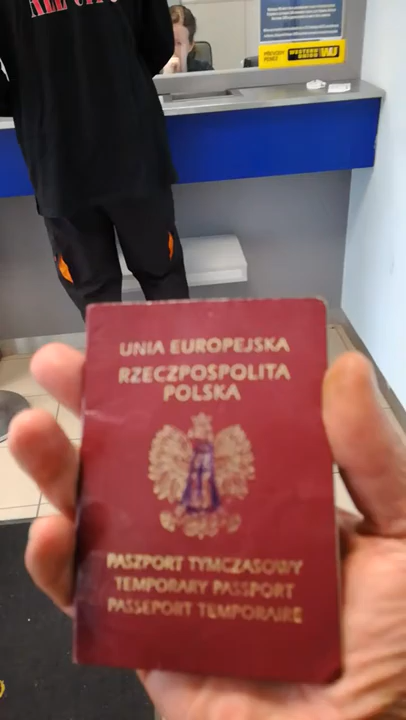 WESTERN
UNION WU
UNIA EUROPEJSKA
RZECZPOSPOLITA
POLSKA
PASZPORT TYMCZASOWY
TEMPORARY PASSPORT
PASSEPORT TEMPORAIRE